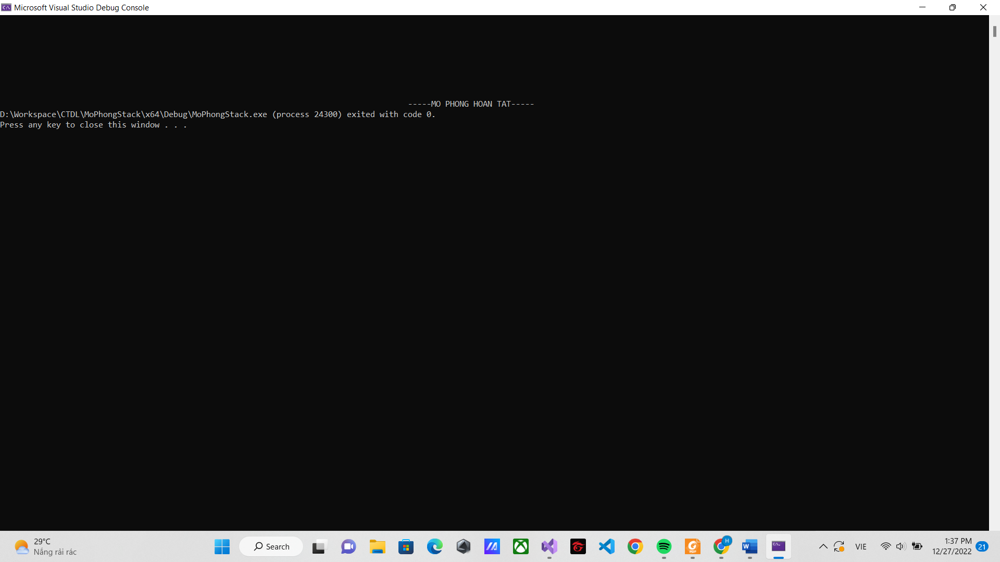 Microsoft Visual Studio Debug Console
-----MO PHONG HOAN TAT-----
D:\Workspace\CTDL\MoPhongStack\x64\Debug\MoPhongStack.exe (process 24300) exited with code 0.
Press any key to close this window . . .
29°C
Nắng rải rác
Search
H
W
PDF
VIE
1:37 PM
12/27/2022
21